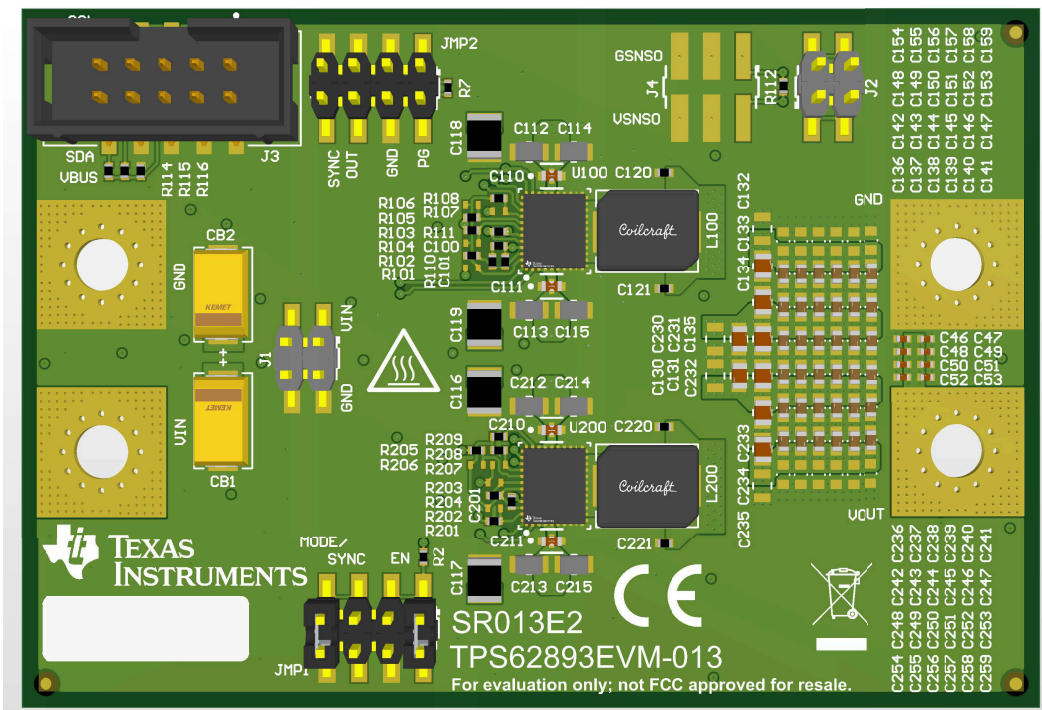 JMP2
SDA
VBUS
R114
R115
R116
J3
SYNC
OUT
GND
PG
R7
C118
C112 C114
C110
U100
C120
GSNSO
J4
VSNSO
R112
J2
C154 C155 C156 C157 C158 C159
C148 C149 C150 C151 C152 C153
C142 C143 C144 C145 C146 C147
C136 C137 C138 C139 C140 C141
GND
CB2
GND
KEMET
+
KEMET
VIN
CB1
J1
VIN
GND
R106
R105
R103
R104
R102
R101
R108
R107
R111
C100
R110
C101
Coilcraft
L100
C111
C121
C119
C113 C115
C132
C133
C134
C230
C231
C135
C130
C131
C232
C46 C47
C48 C49
C50 C51
C52 C53
C116
C212 C214
C210
U200
C220
R209
R205
R208
R206
R207
R203
R204
R202
R201
C201
Coilcraft
L200
C211
C221
C117
C213 C215
C233
C234
C235
VOUT
TEXAS
INSTRUMENTS
MODE/
SYNC
EN
R2
JMP1
CE
SR013E2
TPS62893EVM-013
For evaluation only; not FCC approved for resale.
C236 C237 C238 C239 C240 C241
C242 C243 C244 C245 C246 C247
C248 C249 C250 C251 C252 C253
C254 C255 C256 C257 C258 C259